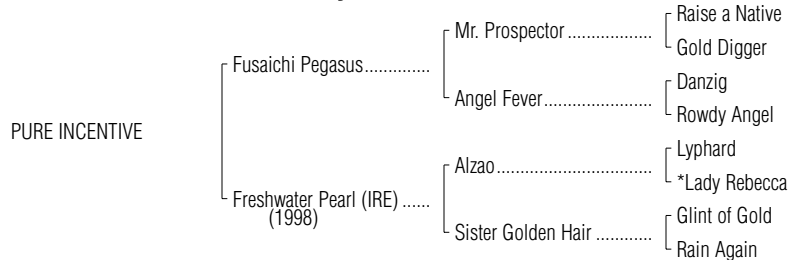 Raise a Native
Mr. Prospector ..................
Gold Digger
Fusaichi Pegasus..............
Danzig
Angel Fever.......................
Rowdy Angel
PURE INCENTIVE
Lyphard
Alzao.................................
*Lady Rebecca
Freshwater Pearl (IRE) ......
(1998)
Glint of Gold
Sister Golden Hair ............
Rain Again